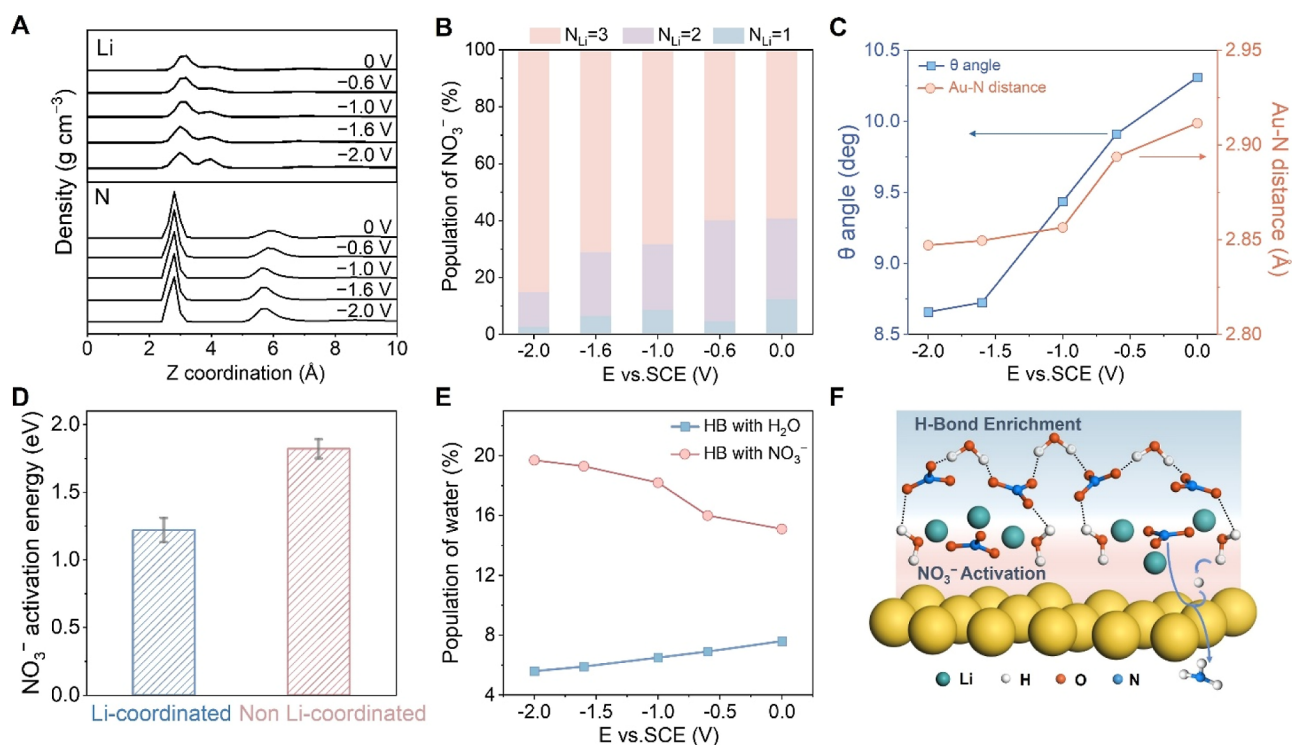 A
Li
0 V
−0.6 V
−1.0 V
−1.6 V
−2.0 V
N
0 V
−0.6 V
−1.0 V
−1.6 V
−2.0 V
Density (g cm⁻³)
0 2 4 6 8 10
Z coordination (Å)
B
N_Li=3 N_Li=2 N_Li=1
100
80
60
40
20
0
Population of NO₃⁻ (%)
-2.0 -1.6 -1.0 -0.6 0.0
E vs.SCE (V)
C
θ angle
Au-N distance
10.5
10.0
9.5
9.0
8.5
θ angle (deg)
2.95
2.90
2.85
2.80
Au-N distance (Å)
-2.0 -1.5 -1.0 -0.5 0.0
E vs.SCE (V)
D
2.0
1.5
1.0
0.5
0.0
NO₃⁻ activation energy (eV)
Li-coordinated Non Li-coordinated
E
HB with H₂O
HB with NO₃⁻
20
16
12
8
4
Population of water (%)
-2.0 -1.5 -1.0 -0.5 0.0
E vs.SCE (V)
F
H-Bond Enrichment
NO₃⁻ Activation
Li H O N